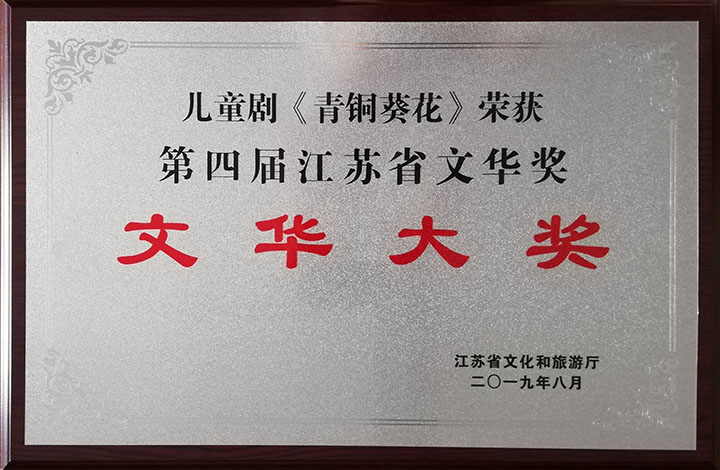 儿童剧《青铜葵花》荣获
第四届江苏省文华奖
文华大奖
江苏省文化和旅游厅
二〇一九年八月